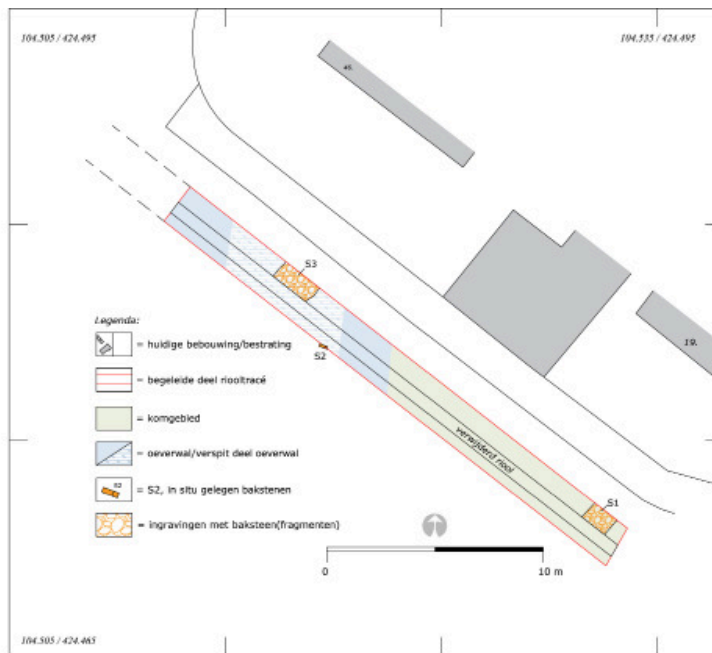 104.505 / 424.495
104.535 / 424.495
S3
S2
verwijderd riool
S1
19.
Legenda:
= huidige bebouwing/bestrating
= begeleide deel riooltracé
= komgebied
= oeverwal/verspit deel oeverwal
S2
= S2, in situ gelegen bakstenen
= ingravingen met baksteen(fragmenten)
0
10 m
104.505 / 424.465